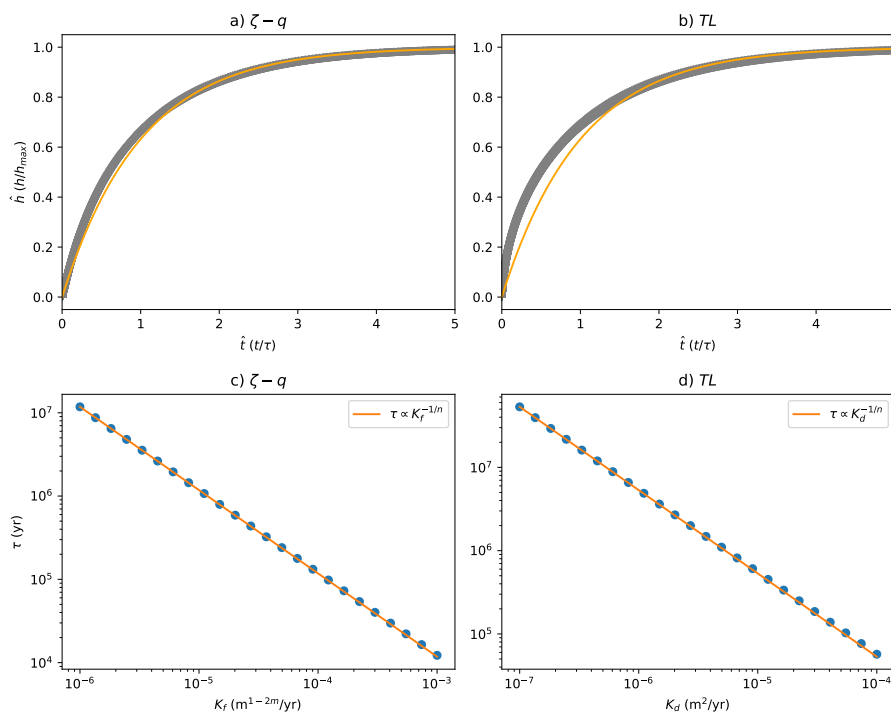 a) ζ − q
1.0
0.8
0.6
0.4
0.2
0.0
ĥ (h/h_max)
0 1 2 3 4 5
t̂ (t/τ)
b) TL
1.0
0.8
0.6
0.4
0.2
0.0
0 1 2 3 4
t̂ (t/τ)
c) ζ − q
τ ∝ K_f^{−1/n}
10^7
10^6
10^5
10^4
τ (yr)
10^{−6} 10^{−5} 10^{−4} 10^{−3}
K_f (m^{1−2m}/yr)
d) TL
τ ∝ K_d^{−1/n}
10^7
10^6
10^5
10^{−7} 10^{−6} 10^{−5} 10^{−4}
K_d (m^2/yr)